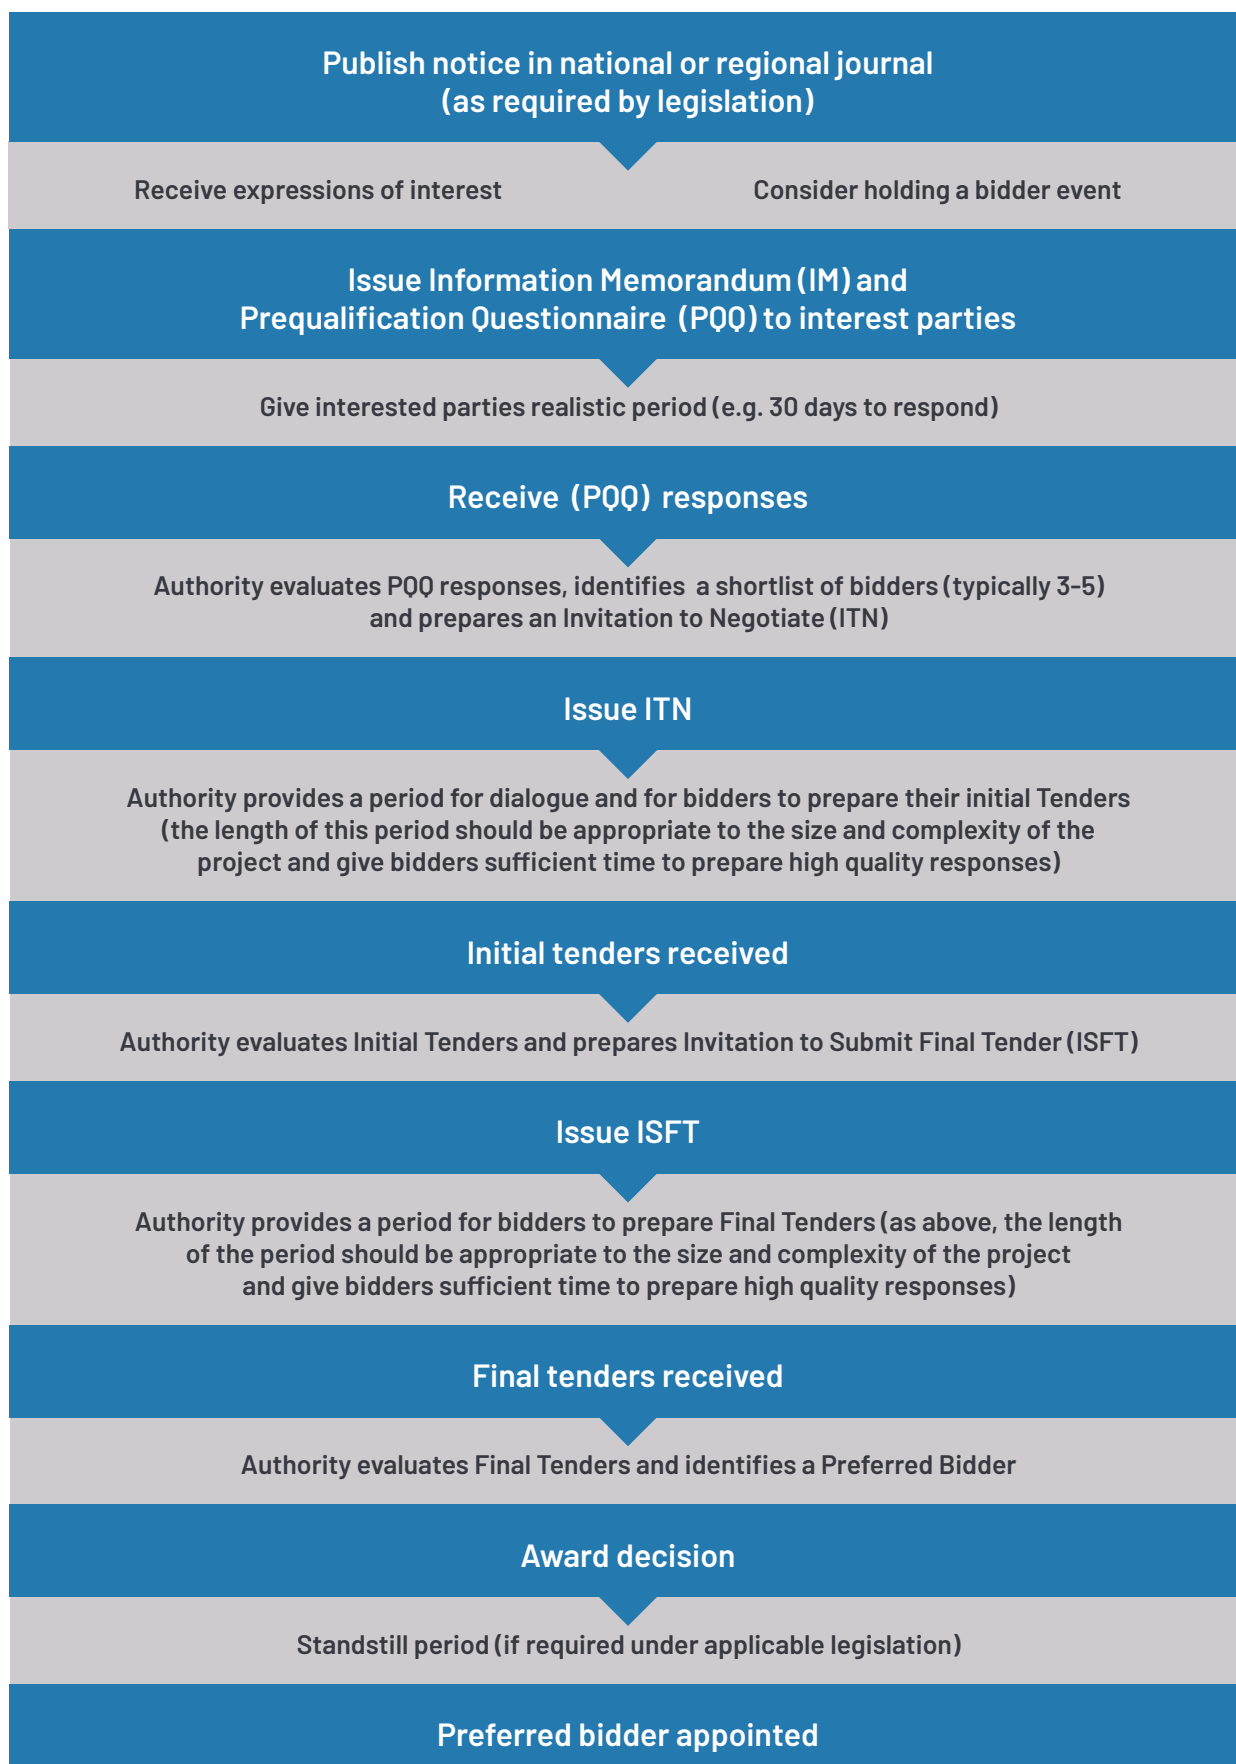 Publish notice in national or regional journal
(as required by legislation)
Receive expressions of interest
Consider holding a bidder event
Issue Information Memorandum (IM) and
Prequalification Questionnaire (PQQ) to interest parties
Give interested parties realistic period (e.g. 30 days to respond)
Receive (PQQ) responses
Authority evaluates PQQ responses, identifies a shortlist of bidders (typically 3-5)
and prepares an Invitation to Negotiate (ITN)
Issue ITN
Authority provides a period for dialogue and for bidders to prepare their initial Tenders
(the length of this period should be appropriate to the size and complexity of the
project and give bidders sufficient time to prepare high quality responses)
Initial tenders received
Authority evaluates Initial Tenders and prepares Invitation to Submit Final Tender (ISFT)
Issue ISFT
Authority provides a period for bidders to prepare Final Tenders (as above, the length
of the period should be appropriate to the size and complexity of the project
and give bidders sufficient time to prepare high quality responses)
Final tenders received
Authority evaluates Final Tenders and identifies a Preferred Bidder
Award decision
Standstill period (if required under applicable legislation)
Preferred bidder appointed